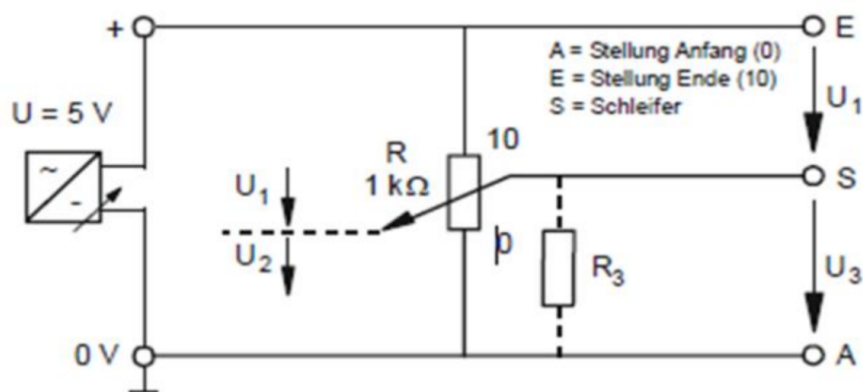 +
E
A = Stellung Anfang (0)
E = Stellung Ende (10)
S = Schleifer
U = 5 V
U1
10
R
1 kΩ
~
-
S
U1
U2
0
R3
U3
0 V
A